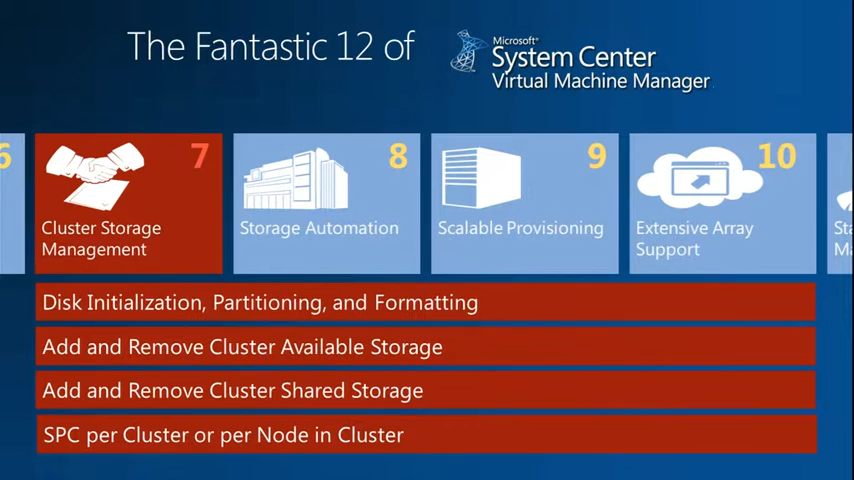 The Fantastic 12 of
Microsoft®
System Center
Virtual Machine Manager
6
7
Cluster Storage
Management
8
Storage Automation
9
Scalable Provisioning
10
Extensive Array
Support
Disk Initialization, Partitioning, and Formatting
Add and Remove Cluster Available Storage
Add and Remove Cluster Shared Storage
SPC per Cluster or per Node in Cluster